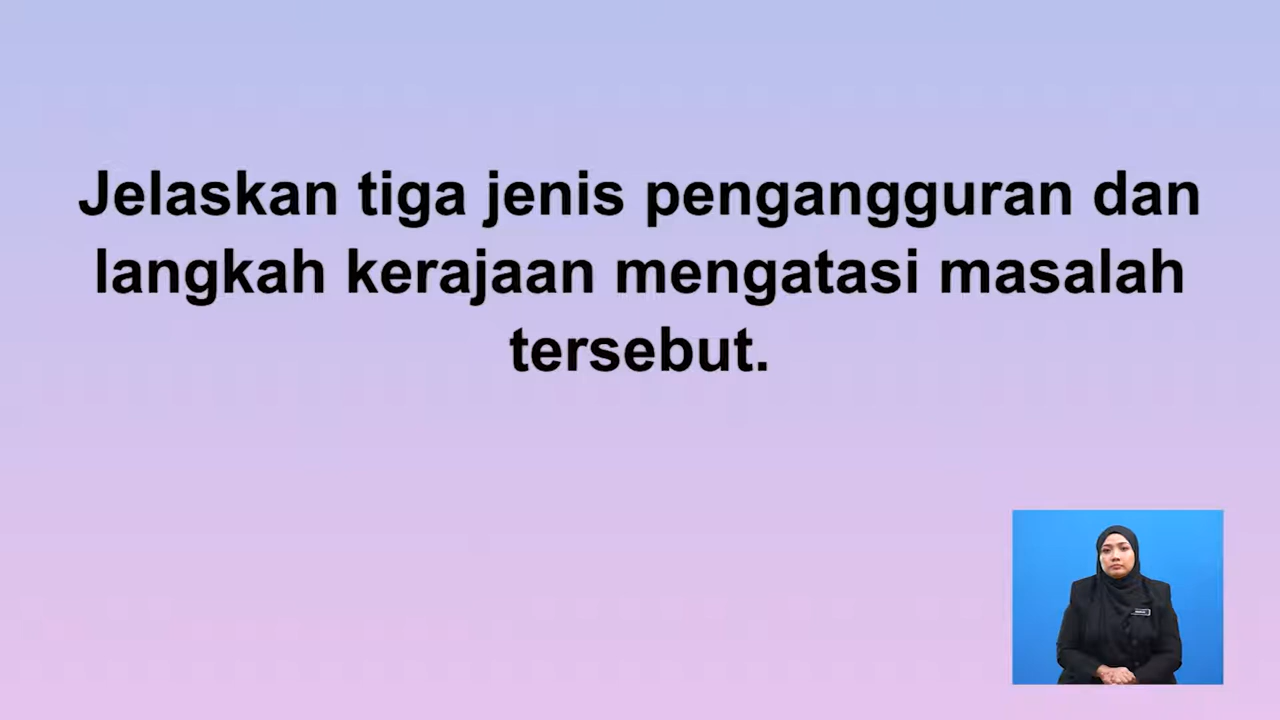 Jelaskan tiga jenis pengangguran dan
langkah kerajaan mengatasi masalah
tersebut.